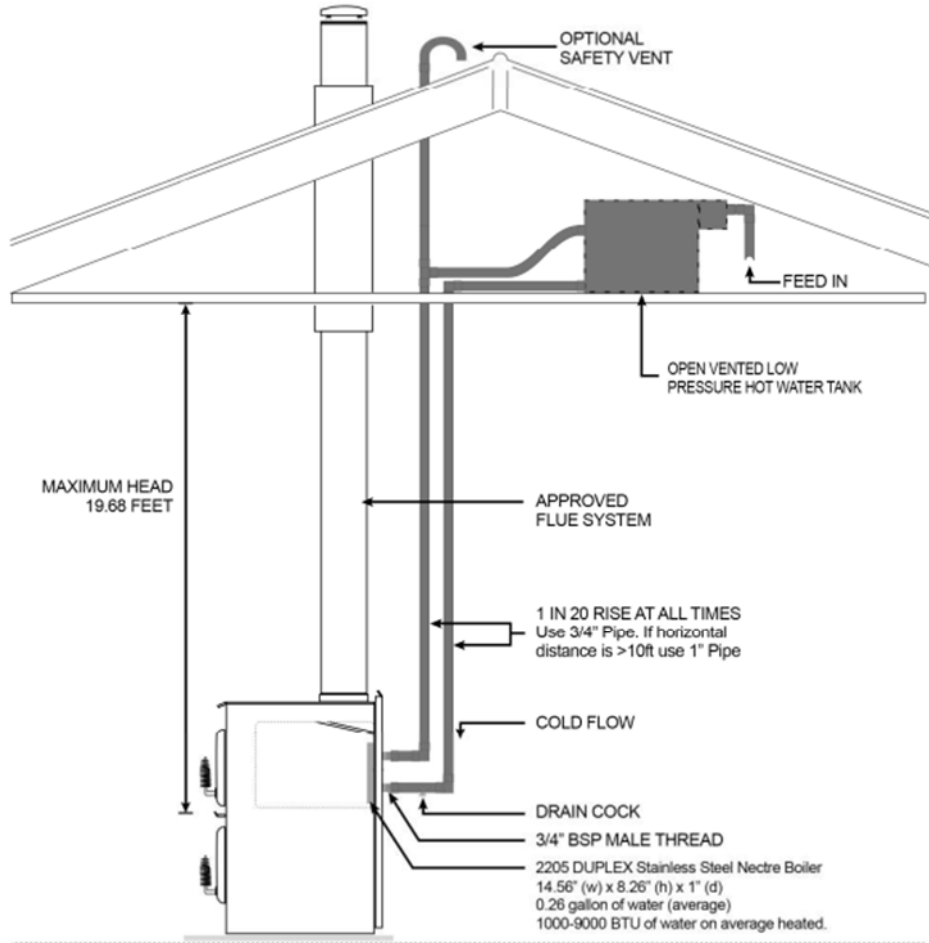 OPTIONAL
SAFETY VENT
FEED IN
OPEN VENTED LOW
PRESSURE HOT WATER TANK
MAXIMUM HEAD
19.68 FEET
APPROVED
FLUE SYSTEM
1 IN 20 RISE AT ALL TIMES
Use 3/4" Pipe. If horizontal
distance is >10ft use 1" Pipe
COLD FLOW
DRAIN COCK
3/4" BSP MALE THREAD
2205 DUPLEX Stainless Steel Nectre Boiler
14.56" (w) x 8.26" (h) x 1" (d)
0.26 gallon of water (average)
1000-9000 BTU of water on average heated.